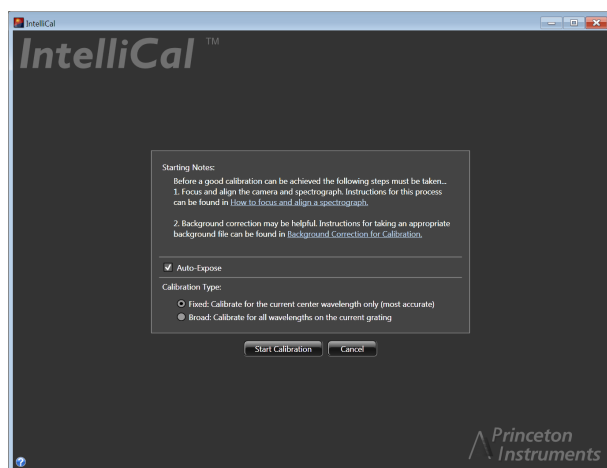 IntelliCal
IntelliCal ™
Starting Notes:
Before a good calibration can be achieved the following steps must be taken...
1. Focus and align the camera and spectrograph. Instructions for this process
can be found in How to focus and align a spectrograph.
2. Background correction may be helpful. Instructions for taking an appropriate
background file can be found in Background Correction for Calibration.
Auto-Expose
Calibration Type:
Fixed: Calibrate for the current center wavelength only (most accurate)
Broad: Calibrate for all wavelengths on the current grating
Start Calibration Cancel
Princeton
Instruments